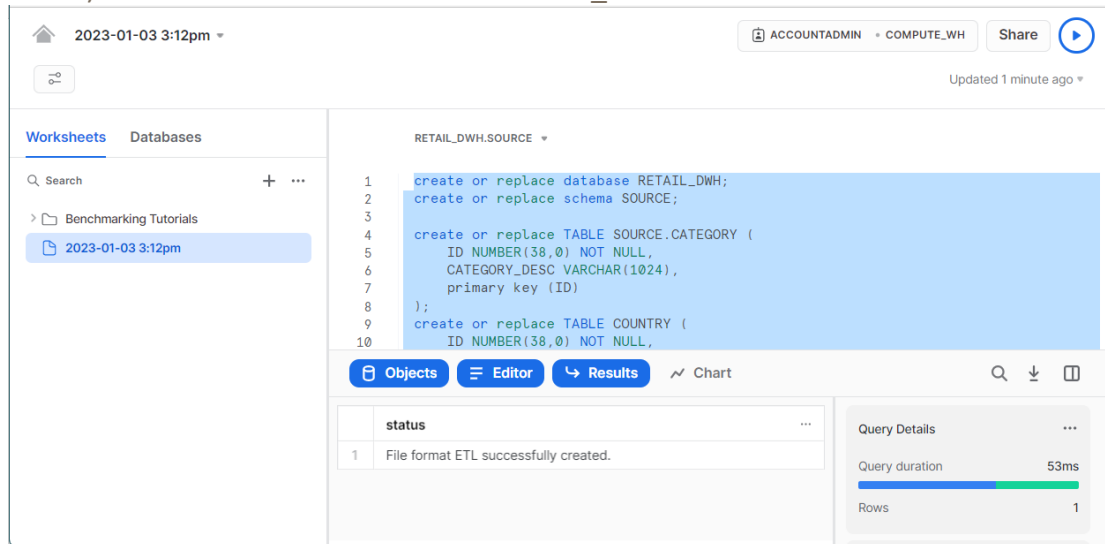 2023-01-03 3:12pm
ACCOUNTADMIN • COMPUTE_WH
Share
Updated 1 minute ago
Worksheets Databases
RETAIL_DWH.SOURCE
Search
Benchmarking Tutorials
2023-01-03 3:12pm
1 create or replace database RETAIL_DWH;
2 create or replace schema SOURCE;
3
4 create or replace TABLE SOURCE.CATEGORY (
5 ID NUMBER(38,0) NOT NULL,
6 CATEGORY_DESC VARCHAR(1024),
7 primary key (ID)
8 );
9 create or replace TABLE COUNTRY (
10 ID NUMBER(38,0) NOT NULL,
Objects Editor Results Chart
status
1 File format ETL successfully created.
Query Details
Query duration 53ms
Rows 1